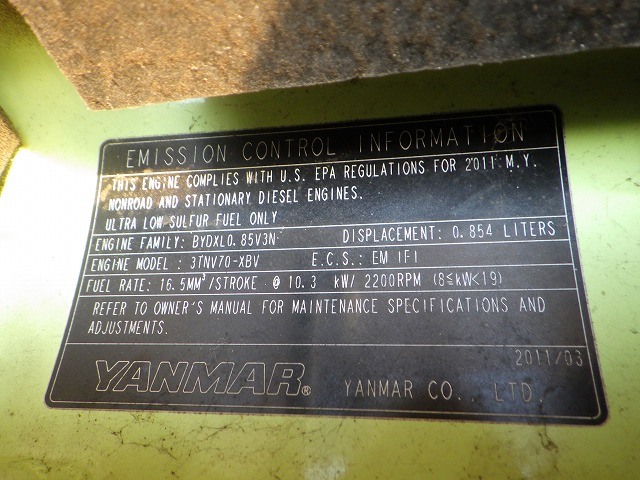 EMISSION CONTROL INFORMATION
THIS ENGINE COMPLIES WITH U.S. EPA REGULATIONS FOR 2011 M.Y.
NONROAD AND STATIONARY DIESEL ENGINES.
ULTRA LOW SULFUR FUEL ONLY
ENGINE FAMILY: BYDXL0.85V3N DISPLACEMENT: 0.854 LITERS
ENGINE MODEL : 3TNV70-XBV E.C.S.: EM IFI
FUEL RATE: 16.5MM³/STROKE @ 10.3 kW/ 2200RPM (8≦kW<19)
REFER TO OWNER'S MANUAL FOR MAINTENANCE SPECIFICATIONS AND
ADJUSTMENTS.
2011/03
YANMAR® YANMAR CO., LTD.